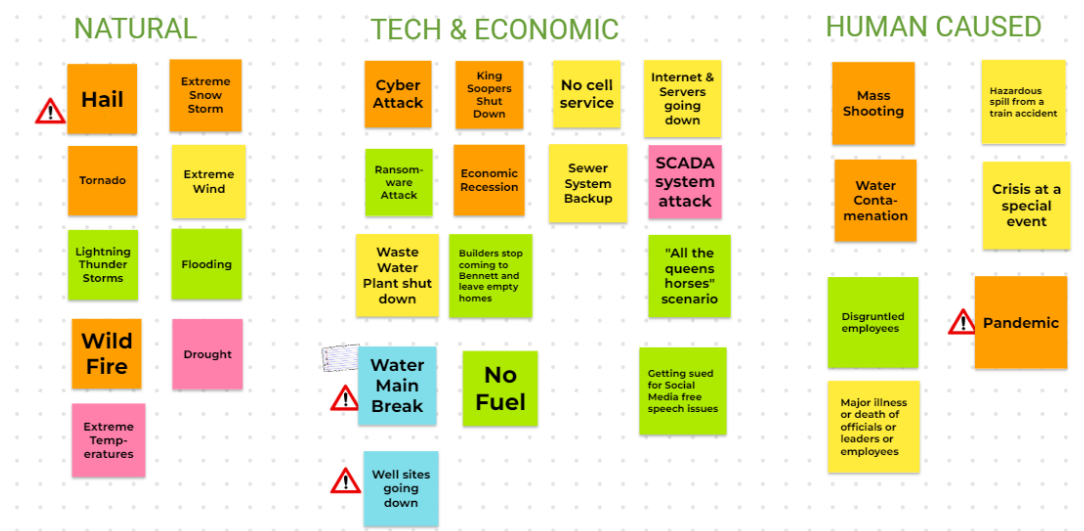 NATURAL
Hail
Extreme
Snow
Storm
Tornado
Extreme
Wind
Lightning
Thunder
Storms
Flooding
Wild
Fire
Drought
Extreme
Temp-
eratures
TECH & ECONOMIC
Cyber
Attack
King
Soopers
Shut
Down
No cell
service
Internet &
Servers
going
down
Ransom-
ware
Attack
Economic
Recession
Sewer
System
Backup
SCADA
system
attack
Waste
Water
Plant shut
down
Builders stop
coming to
Bennett and
leave empty
homes
"All the
queens
horses"
scenario
Water
Main
Break
No
Fuel
Getting sued
for Social
Media free
speech issues
Well sites
going
down
HUMAN CAUSED
Mass
Shooting
Hazardous
spill from a
train accident
Water
Conta-
menation
Crisis at a
special
event
Disgruntled
employees
Pandemic
Major illness
or death of
officials or
leaders or
employees